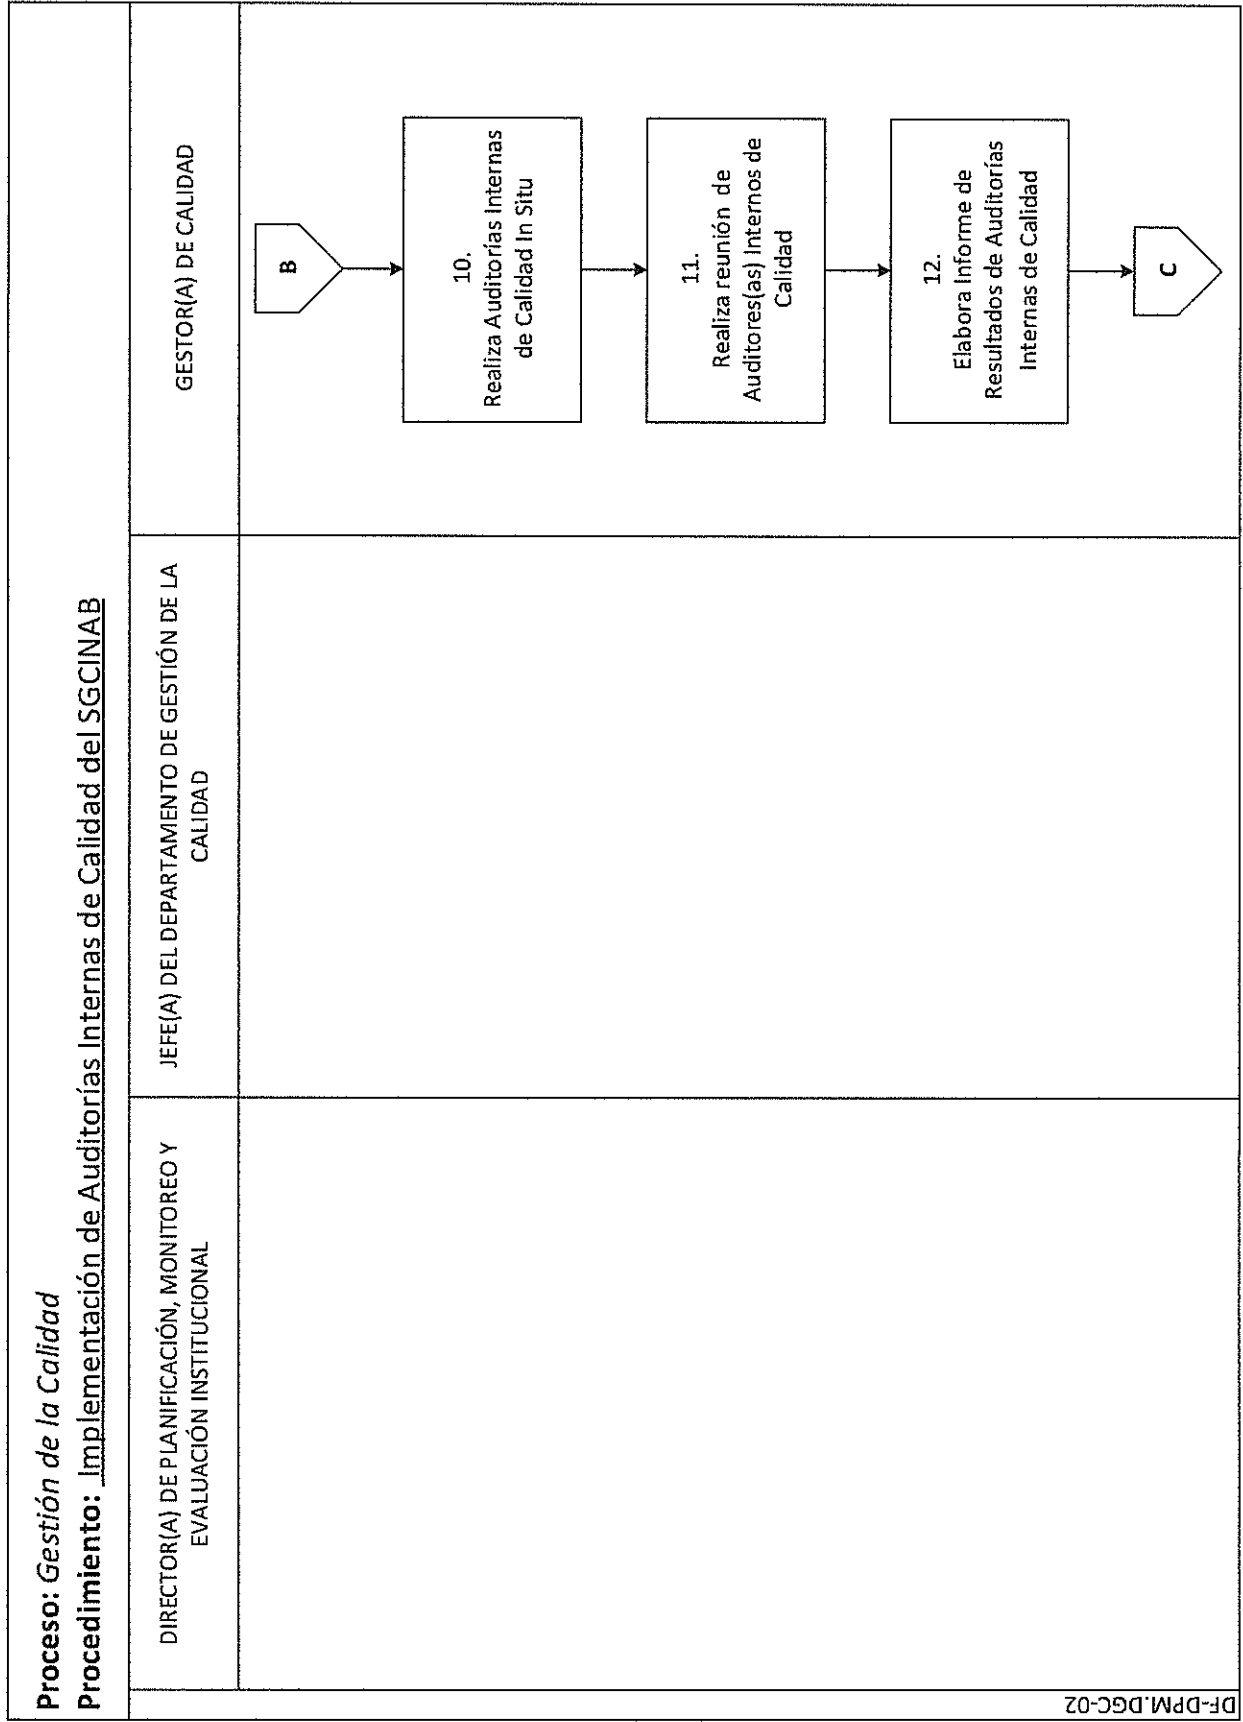 Proceso: Gestión de la Calidad
Procedimiento: Implementación de Auditorías Internas de Calidad del SGCINAB
DIRECTOR(A) DE PLANIFICACIÓN, MONITOREO Y
EVALUACIÓN INSTITUCIONAL
JEFE(A) DEL DEPARTAMENTO DE GESTIÓN DE LA
CALIDAD
GESTOR(A) DE CALIDAD
B
10.
Realiza Auditorías Internas
de Calidad In Situ
11.
Realiza reunión de
Auditores(as) Internos de
Calidad
12.
Elabora Informe de
Resultados de Auditorías
Internas de Calidad
C
DF-DPM.DGC-02